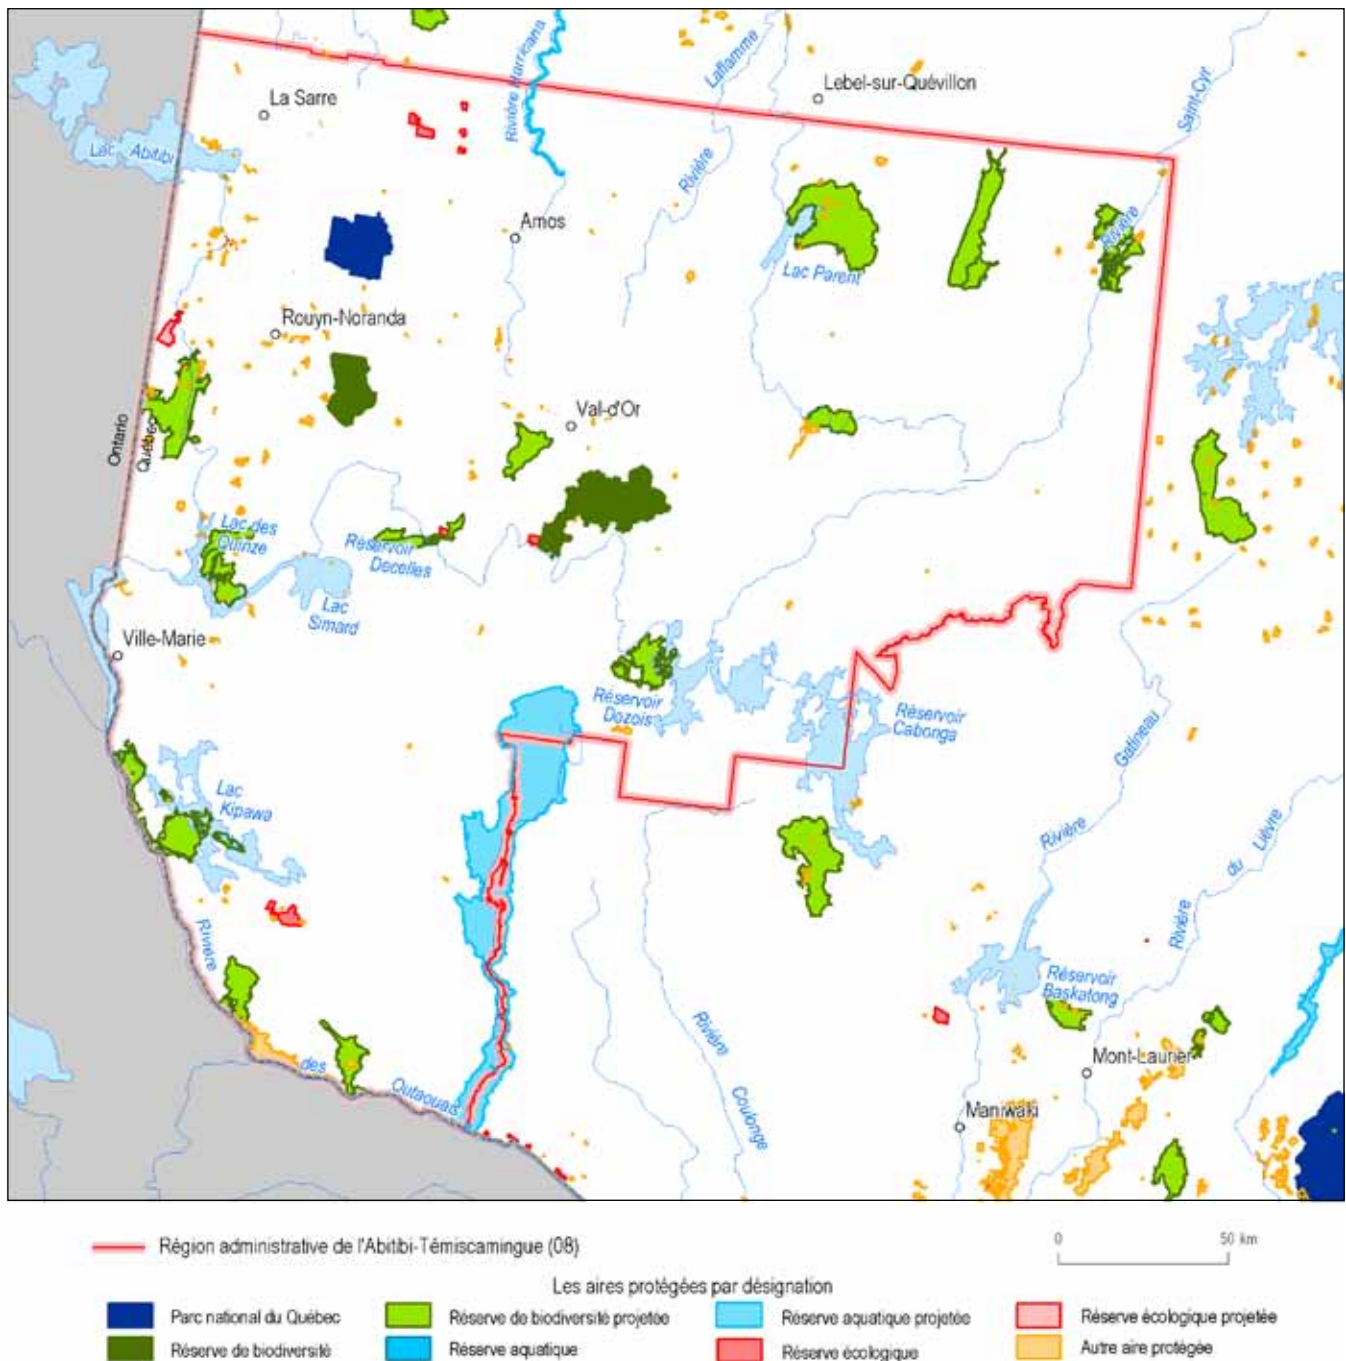 Rivière Harricana
Laflamme
Rivière
Lebel-sur-Quévillon
Saint-Cyr
Rivière
La Sarre
Lac Abitibi
Amos
Lac Parent
Rouyn-Noranda
Ontario
Québec
Val-d'Or
Lac des
Quinze
Réservoir
Decelles
Lac
Simard
Ville-Marie
Réservoir
Dozois
Réservoir
Cabonga
Gatineau
Rivière
Lac
Kipawa
Rivière
des
Outaouais
Rivière
Coulonge
Rivière
du
Lièvre
Réservoir
Baskatong
Mont-Laurier
Maniwaki
Région administrative de l'Abitibi-Témiscamingue (08)
0 50 km
Les aires protégées par désignation
Parc national du Québec
Réserve de biodiversité projetée
Réserve aquatique projetée
Réserve écologique projetée
Réserve de biodiversité
Réserve aquatique
Réserve écologique
Autre aire protégée